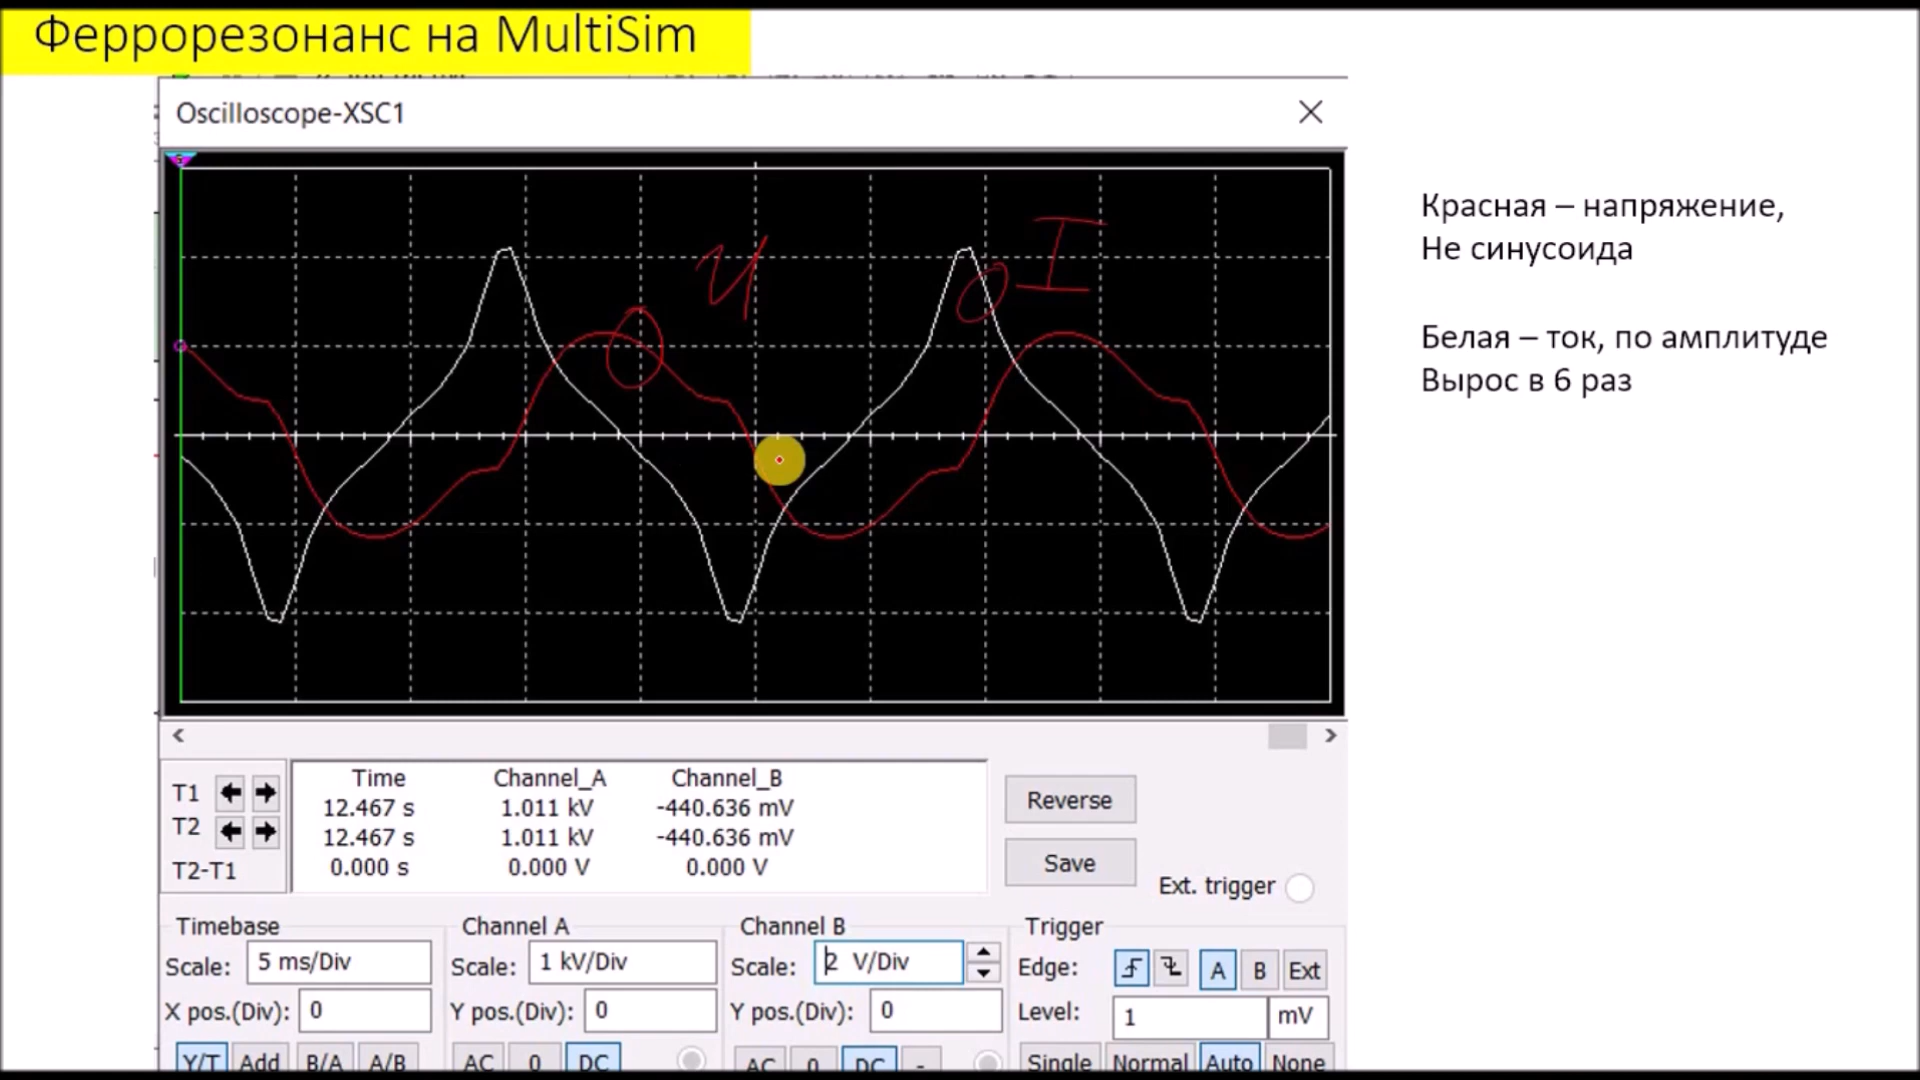 Феррорезонанс на MultiSim
Oscilloscope-XSC1
U
I
Красная – напряжение,
Не синусоида
Белая – ток, по амплитуде
Вырос в 6 раз
Time Channel_A Channel_B
T1 12.467 s 1.011 kV -440.636 mV
T2 12.467 s 1.011 kV -440.636 mV
T2-T1 0.000 s 0.000 V 0.000 V
Reverse
Save
Ext. trigger
Timebase
Scale: 5 ms/Div
X pos.(Div): 0
Y/T Add B/A A/B
Channel A
Scale: 1 kV/Div
Y pos.(Div): 0
AC 0 DC
Channel B
Scale: 2 V/Div
Y pos.(Div): 0
AC 0 DC -
Trigger
Edge: A B Ext
Level: 1 mV
Single Normal Auto None